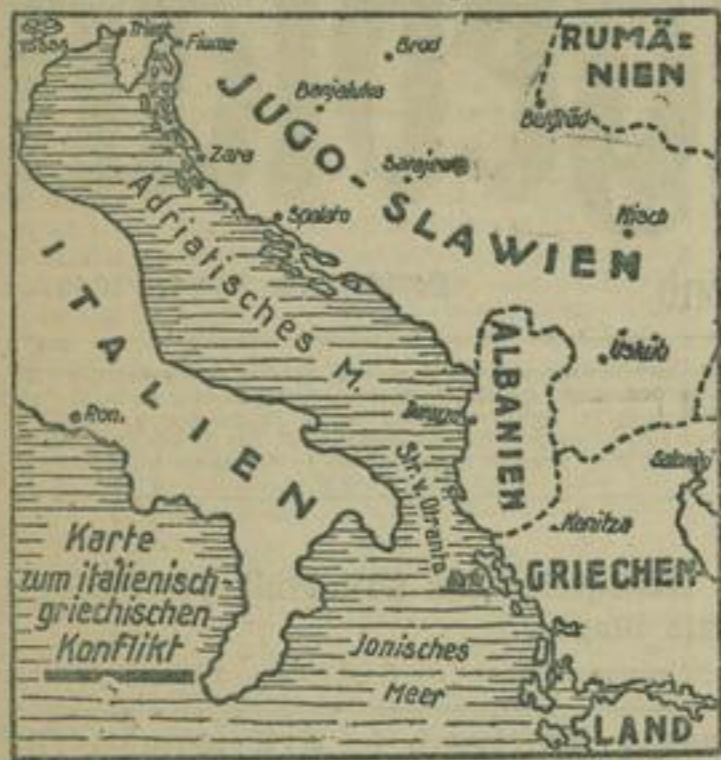 Triest
Fiume
Brod
RUMÄ=
NIEN
Banjaluka
Belgrad
JUGO-SLAWIEN
Zara
Sarajewo
Spalato
Nisch
Adriatisches M.
ITALIEN
ALBANIEN
Üsküb
Rom
Durazzo
Str. v. Otranto
Konitza
GRIECHEN
Karte
zum italienisch-
griechischen
Konflikt
Jonisches
Meer
LAND